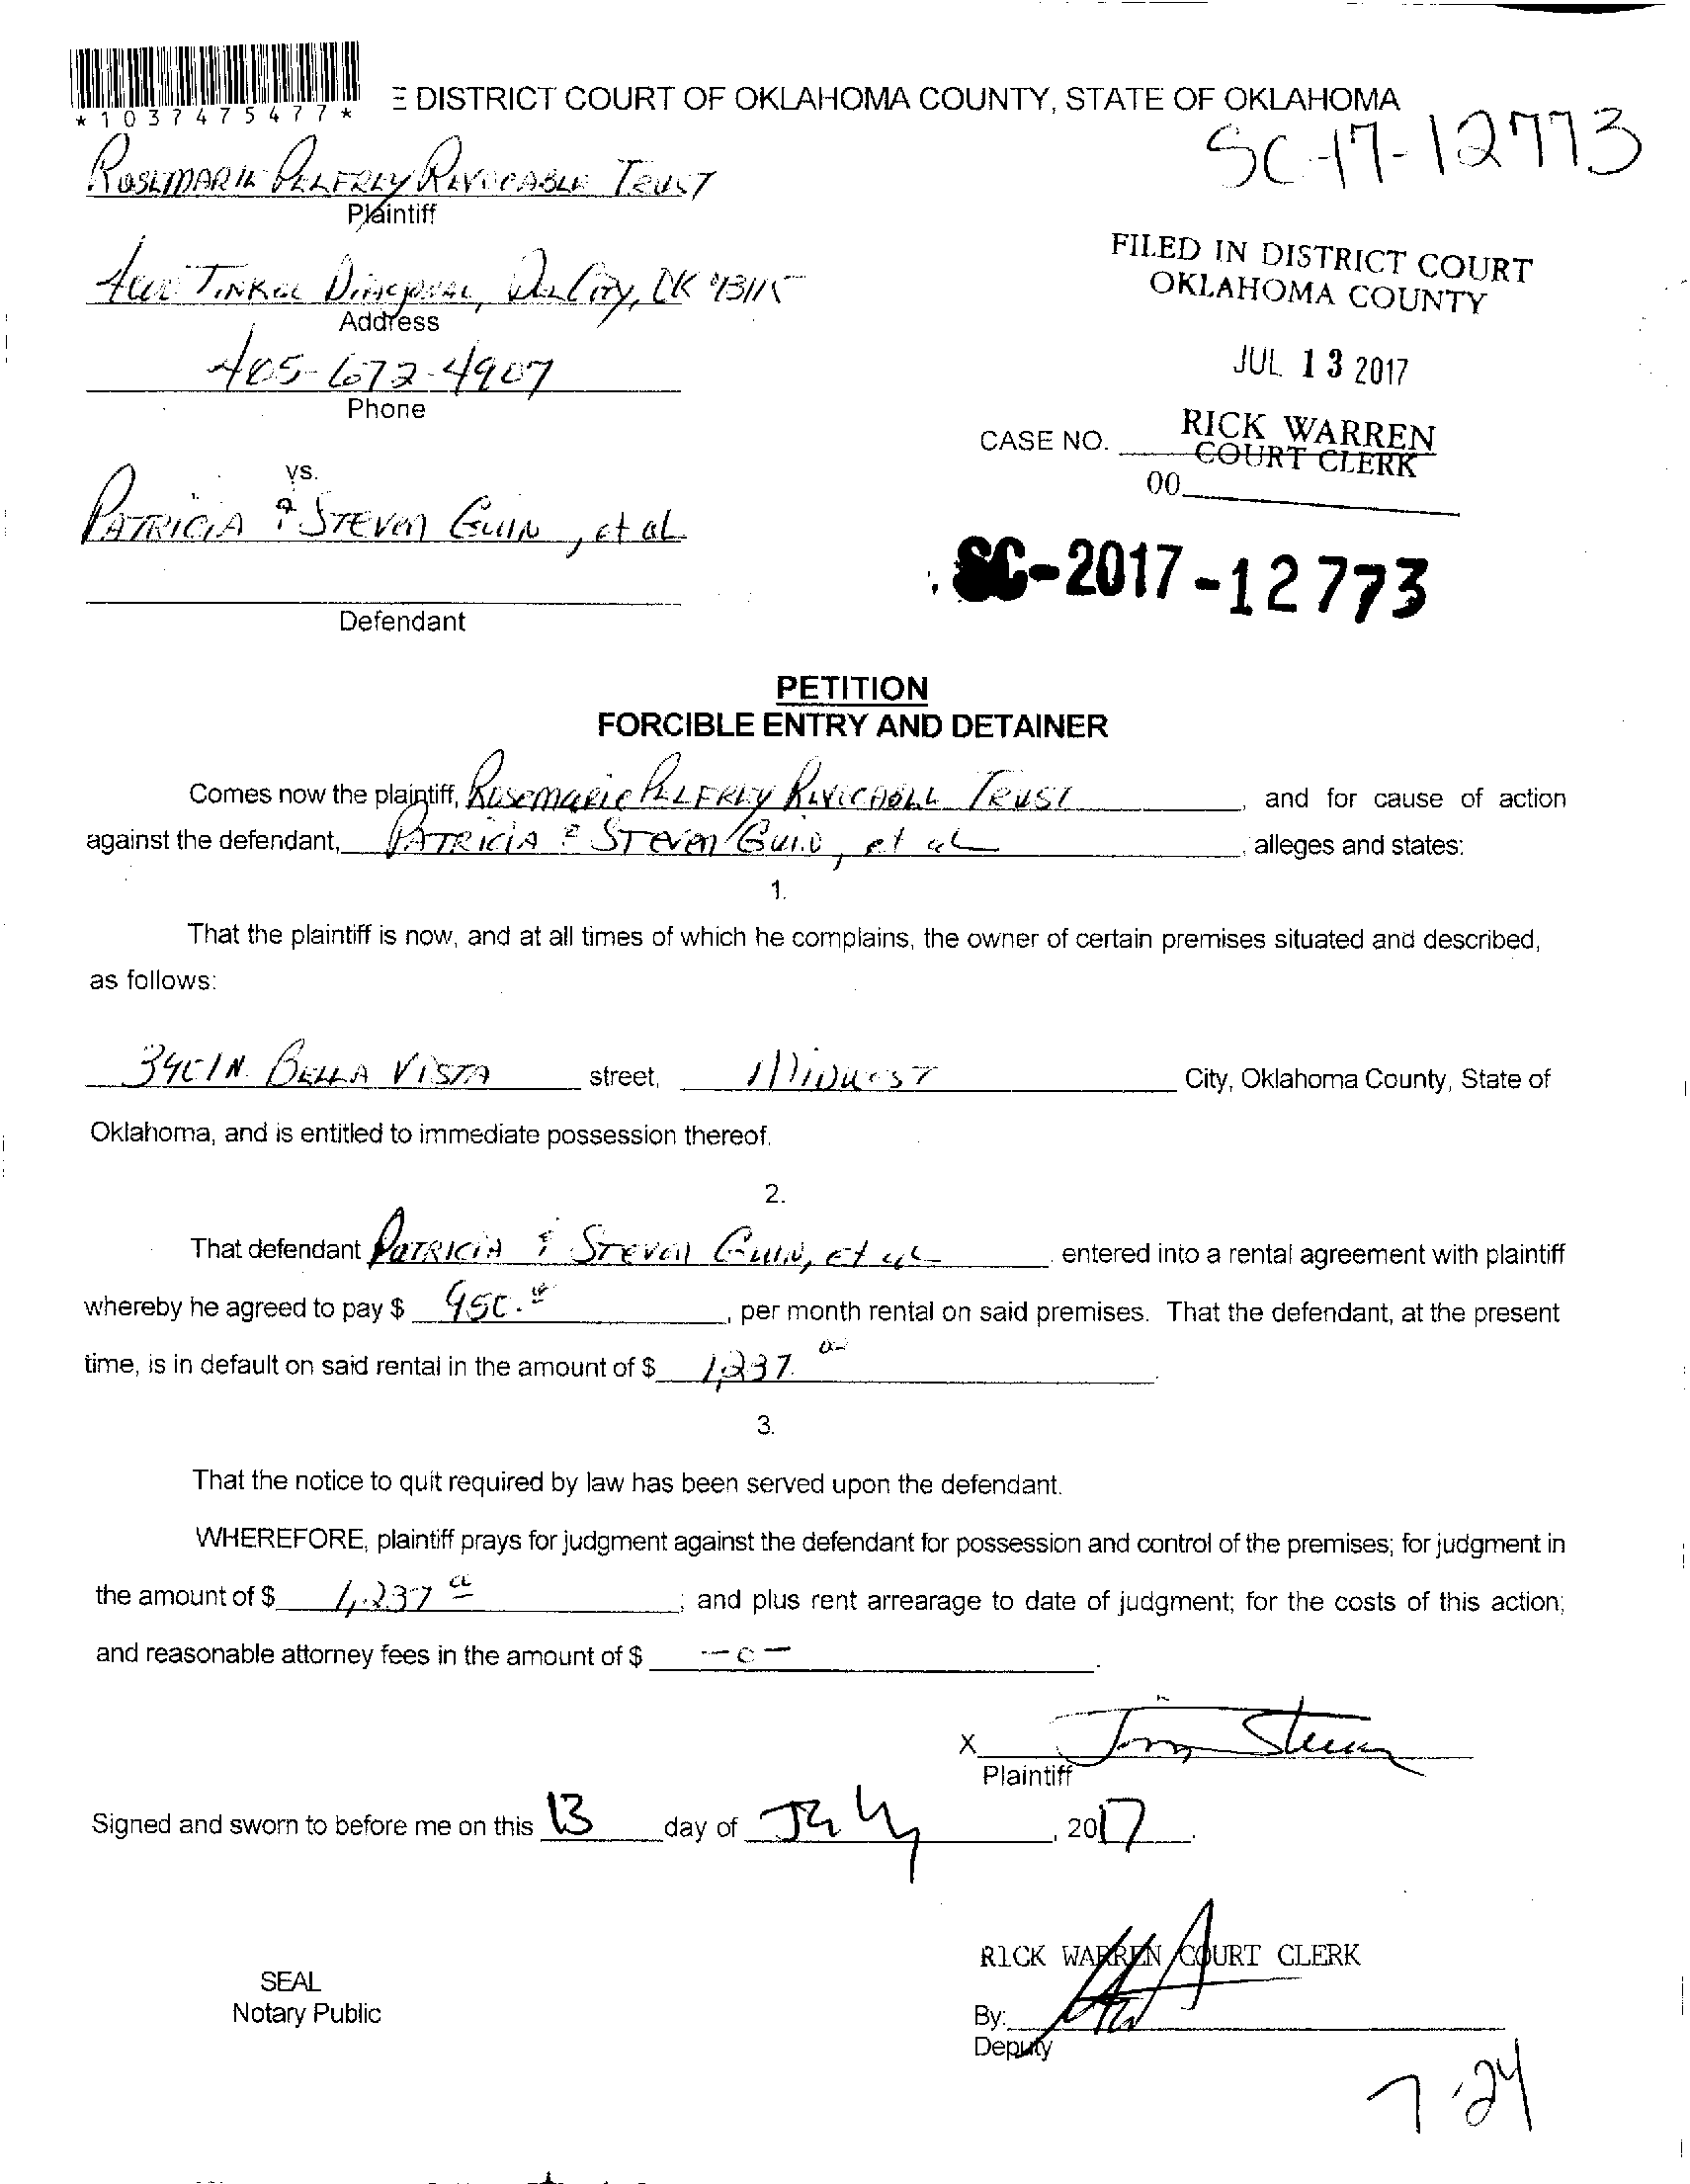 *1037475477*
E DISTRICT COURT OF OKLAHOMA COUNTY, STATE OF OKLAHOMA
SC-17-12773
ROSEMARIE PELFREY REVOCABLE TRUST
Plaintiff
TINKER DIAGONAL, DEL CITY, OK 73115
Address
405-672-4907
Phone
FILED IN DISTRICT COURT
OKLAHOMA COUNTY
JUL 13 2017
RICK WARREN
COURT CLERK
CASE NO.
00
vs.
PATRICIA & STEVEN GUIN, et al
Defendant
SC-2017-12773
PETITION
FORCIBLE ENTRY AND DETAINER
Comes now the plaintiff, ROSEMARIE PELFREY REVOCABLE TRUST, and for cause of action
against the defendant, PATRICIA & STEVEN GUIN, et al, alleges and states:
1.
That the plaintiff is now, and at all times of which he complains, the owner of certain premises situated and described,
as follows:
3401 N. BELLA VISTA street, MIDWEST City, Oklahoma County, State of
Oklahoma, and is entitled to immediate possession thereof.
2.
That defendant PATRICIA & STEVEN GUIN, et al entered into a rental agreement with plaintiff
whereby he agreed to pay $ 950.00, per month rental on said premises. That the defendant, at the present
time, is in default on said rental in the amount of $ 1,237.00.
3.
That the notice to quit required by law has been served upon the defendant.
WHEREFORE, plaintiff prays for judgment against the defendant for possession and control of the premises; for judgment in
the amount of $ 1,237.00; and plus rent arrearage to date of judgment; for the costs of this action;
and reasonable attorney fees in the amount of $ -0-.
X
Plaintiff
Signed and sworn to before me on this 13 day of July, 2017.
RICK WARREN COURT CLERK
SEAL
Notary Public
By:
Deputy
7-24